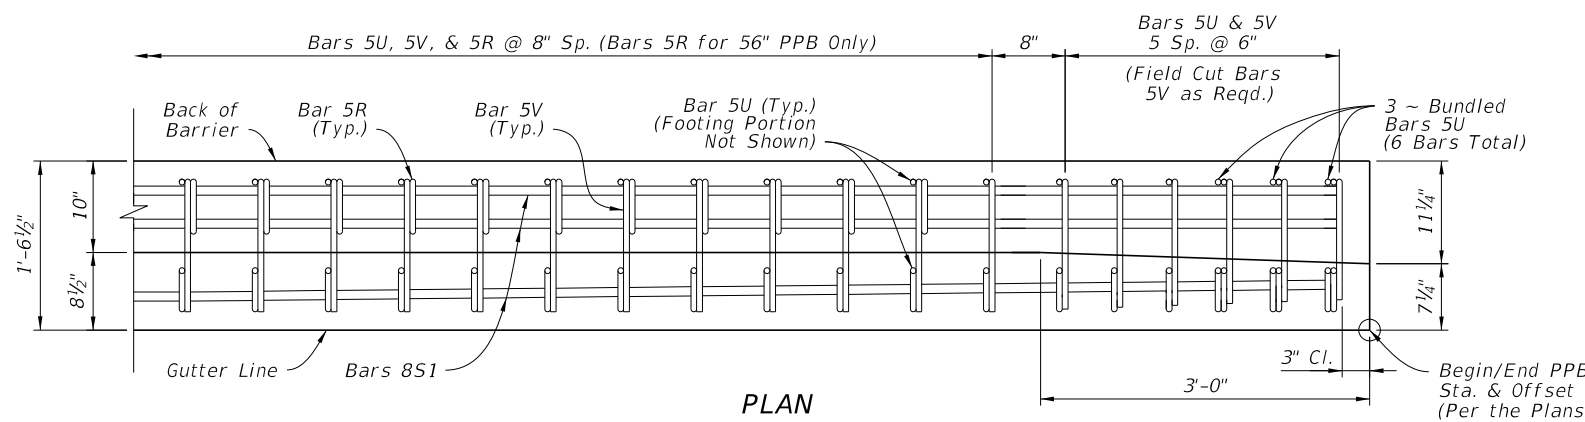 Bars 5U & 5V
5 Sp. @ 6"
Bars 5U, 5V, & 5R @ 8" Sp. (Bars 5R for 56" PPB Only)
8"
(Field Cut Bars
5V as Reqd.)
Back of
Barrier
Bar 5R
(Typ.)
Bar 5V
(Typ.)
Bar 5U (Typ.)
(Footing Portion
Not Shown)
3 ~ Bundled
Bars 5U
(6 Bars Total)
1'-6½"
10"
8½"
11¼"
7¼"
Gutter Line
Bars 8S1
3" Cl.
3'-0"
Begin/End PPB
Sta. & Offset
(Per the Plans
PLAN